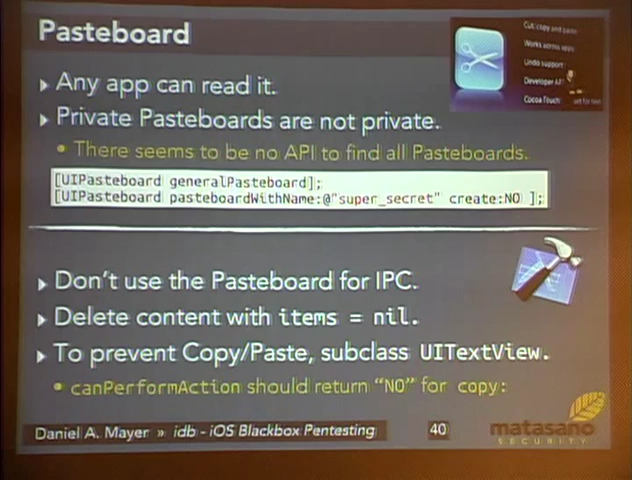 Pasteboard
Cut, copy and paste
Works across apps
Undo support
Developer API
Cocoa Touch
Any app can read it.
Private Pasteboards are not private.
• There seems to be no API to find all Pasteboards.
[UIPasteboard generalPasteboard];
[UIPasteboard pasteboardWithName:@"super_secret" create:NO ];
Don't use the Pasteboard for IPC.
Delete content with items = nil.
To prevent Copy/Paste, subclass UITextView.
• canPerformAction should return "NO" for copy:
Daniel A. Mayer » idb - iOS Blackbox Pentesting
40
matasano
SECURITY